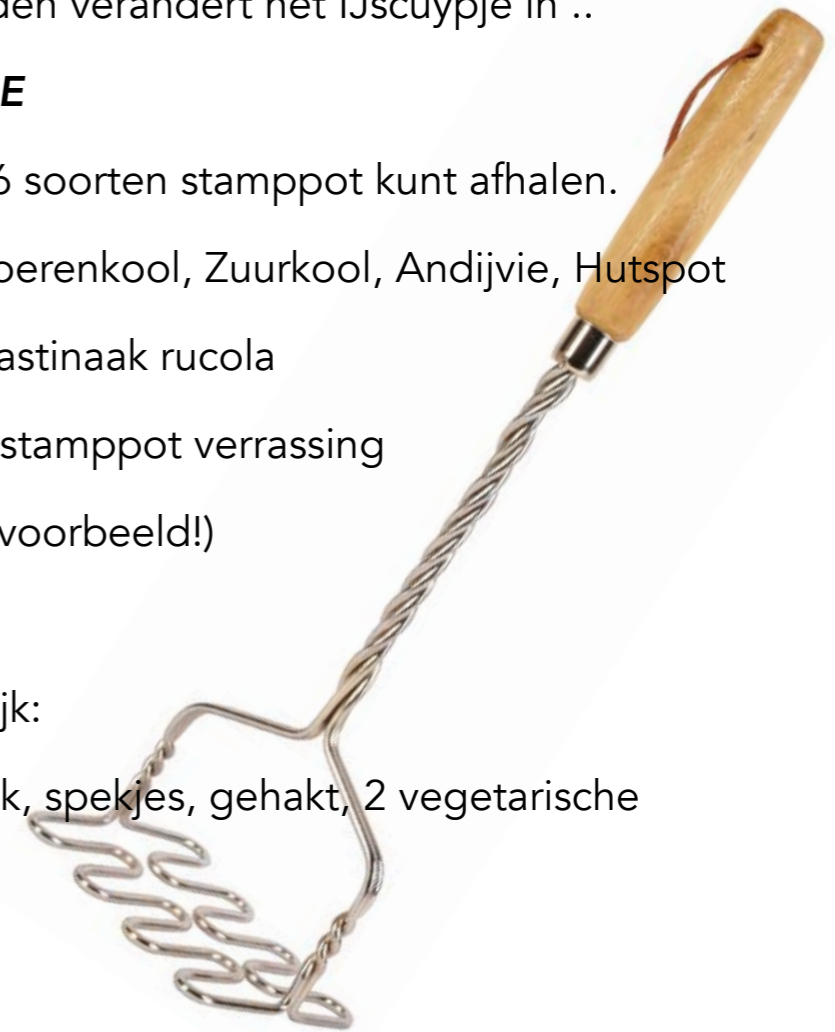 den verandert het IJscuypje in ..
E
6 soorten stamppot kunt afhalen.
oerenkool, Zuurkool, Andijvie, Hutspot
astinaak rucola
stamppot verrassing
voorbeeld!)
jk:
k, spekjes, gehakt, 2 vegetarische